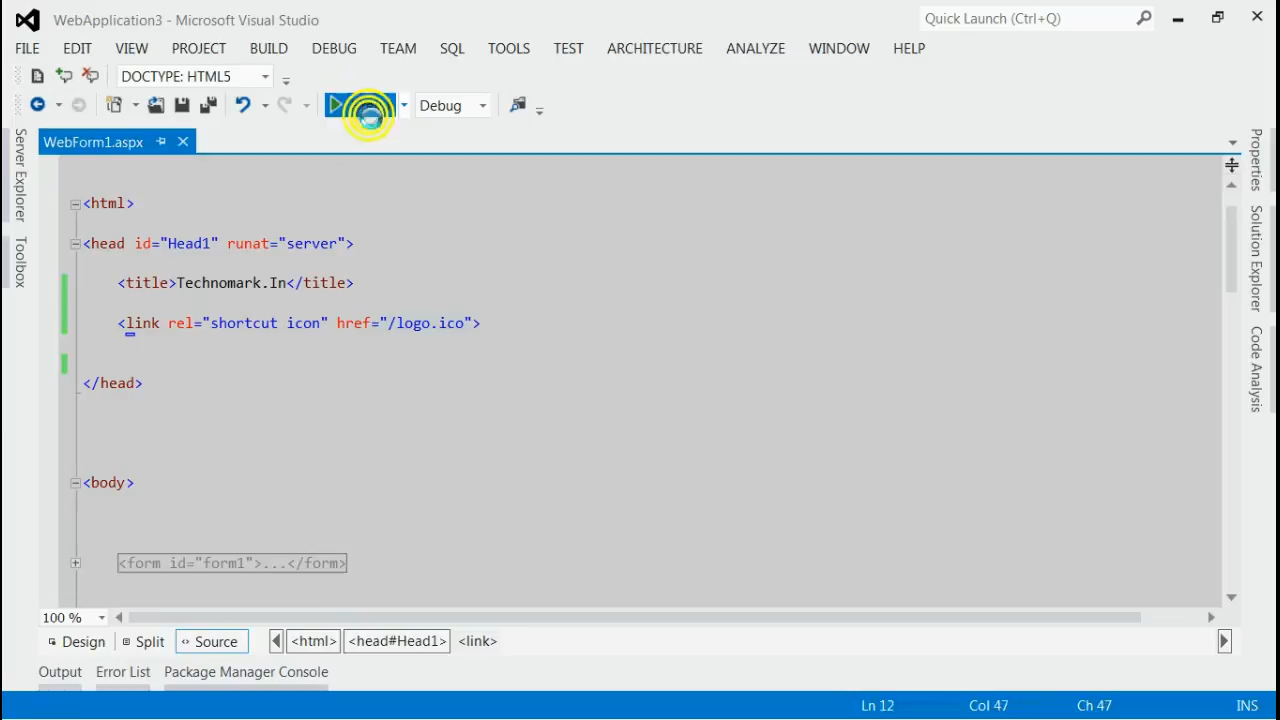 WebApplication3 - Microsoft Visual Studio
Quick Launch (Ctrl+Q)
FILE EDIT VIEW PROJECT BUILD DEBUG TEAM SQL TOOLS TEST ARCHITECTURE ANALYZE WINDOW HELP
DOCTYPE: HTML5
Debug
WebForm1.aspx
Server Explorer
Toolbox
<html>
<head id="Head1" runat="server">
<title>Technomark.In</title>
<link rel="shortcut icon" href="/logo.ico">
</head>
<body>
<form id="form1">...</form>
Properties
Solution Explorer
Code Analysis
100 %
Design Split Source <html> <head#Head1> <link>
Output Error List Package Manager Console
Ln 12 Col 47 Ch 47 INS